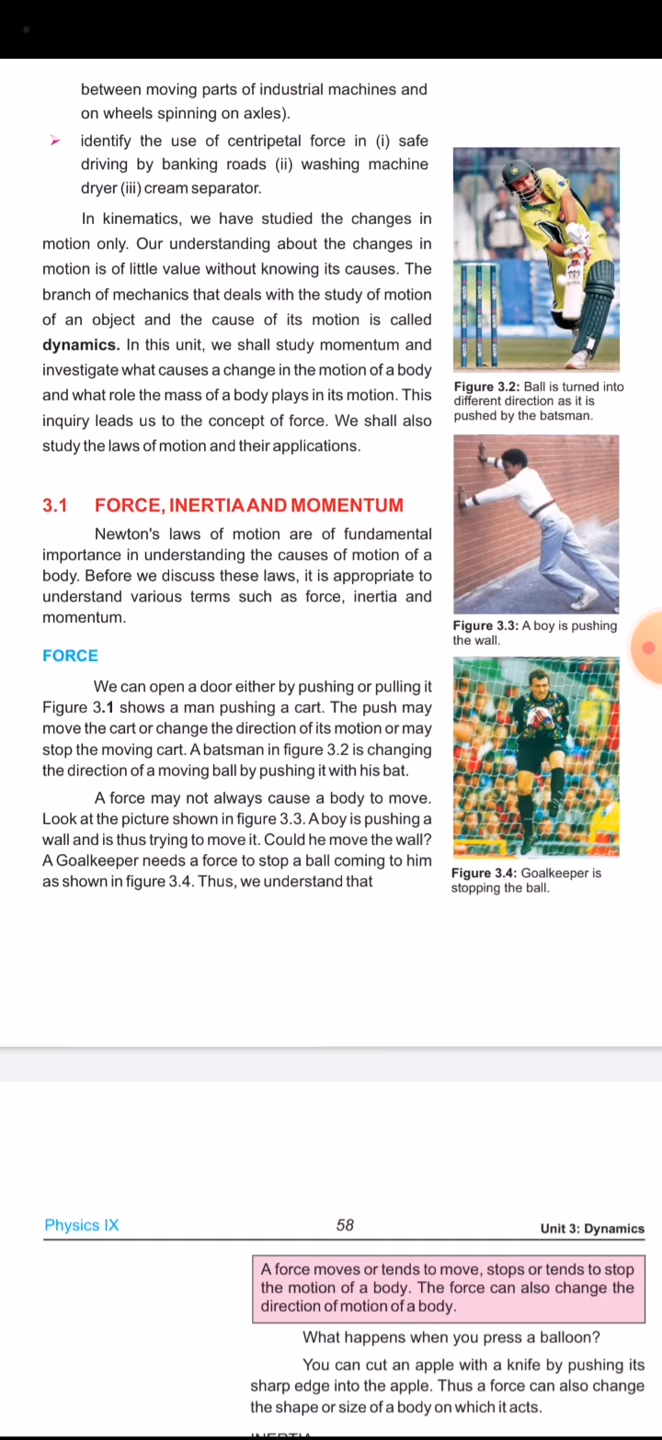 between moving parts of industrial machines and
on wheels spinning on axles).
➢ identify the use of centripetal force in (i) safe
driving by banking roads (ii) washing machine
dryer (iii) cream separator.
In kinematics, we have studied the changes in
motion only. Our understanding about the changes in
motion is of little value without knowing its causes. The
branch of mechanics that deals with the study of motion
of an object and the cause of its motion is called
dynamics. In this unit, we shall study momentum and
investigate what causes a change in the motion of a body
and what role the mass of a body plays in its motion. This
inquiry leads us to the concept of force. We shall also
study the laws of motion and their applications.
Figure 3.2: Ball is turned into
different direction as it is
pushed by the batsman.
3.1 FORCE, INERTIA AND MOMENTUM
Newton's laws of motion are of fundamental
importance in understanding the causes of motion of a
body. Before we discuss these laws, it is appropriate to
understand various terms such as force, inertia and
momentum.
Figure 3.3: A boy is pushing
the wall.
FORCE
We can open a door either by pushing or pulling it
Figure 3.1 shows a man pushing a cart. The push may
move the cart or change the direction of its motion or may
stop the moving cart. A batsman in figure 3.2 is changing
the direction of a moving ball by pushing it with his bat.
A force may not always cause a body to move.
Look at the picture shown in figure 3.3. A boy is pushing a
wall and is thus trying to move it. Could he move the wall?
A Goalkeeper needs a force to stop a ball coming to him
as shown in figure 3.4. Thus, we understand that
Figure 3.4: Goalkeeper is
stopping the ball.
Physics IX 58 Unit 3: Dynamics
A force moves or tends to move, stops or tends to stop
the motion of a body. The force can also change the
direction of motion of a body.
What happens when you press a balloon?
You can cut an apple with a knife by pushing its
sharp edge into the apple. Thus a force can also change
the shape or size of a body on which it acts.